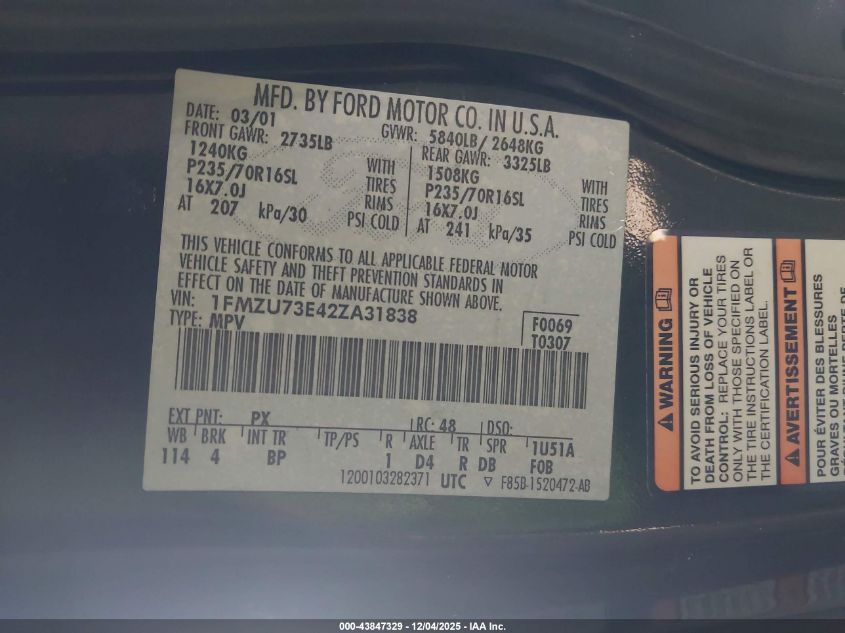 MFD. BY FORD MOTOR CO. IN U.S.A.
DATE: 03/01 GVWR: 5840LB/ 2648KG
FRONT GAWR: 2735LB REAR GAWR: 3325LB
1240KG WITH 1508KG WITH
P235/70R16SL TIRES P235/70R16SL TIRES
16X7.0J RIMS 16X7.0J RIMS
AT 207 kPa/30 PSI COLD AT 241 kPa/35 PSI COLD
THIS VEHICLE CONFORMS TO ALL APPLICABLE FEDERAL MOTOR
VEHICLE SAFETY AND THEFT PREVENTION STANDARDS IN
EFFECT ON THE DATE OF MANUFACTURE SHOWN ABOVE.
VIN: 1FMZU73E42ZA31838
TYPE: MPV
F0069
T0307
EXT PNT: PX RC: 48 DSO:
WB BRK INT TR TP/PS R AXLE TR SPR 1U51A
114 4 BP 1 D4 R DB F0B
1200103282371 UTC ▽ F85B-1520472-AB
⚠ WARNING
TO AVOID SERIOUS INJURY OR
DEATH FROM LOSS OF VEHICLE
CONTROL: REPLACE YOUR TIRES
ONLY WITH THOSE SPECIFIED ON
THE TIRE INSTRUCTIONS LABEL OR
THE CERTIFICATION LABEL.
⚠ AVERTISSEMENT
POUR ÉVITER DES BLESSURES
GRAVES OU MORTELLES
000-43847329 - 12/04/2025 - IAA Inc.